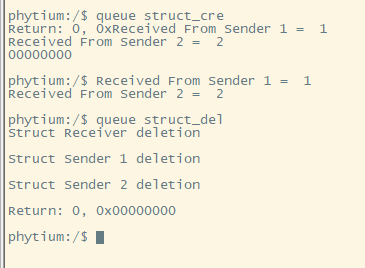 phytium:/$ queue struct_cre
Return: 0, 0xReceived From Sender 1 =  1
Received From Sender 2 =  2
00000000
phytium:/$ Received From Sender 1 =  1
Received From Sender 2 =  2
phytium:/$ queue struct_del
Struct Receiver deletion
Struct Sender 1 deletion
Struct Sender 2 deletion
Return: 0, 0x00000000
phytium:/$